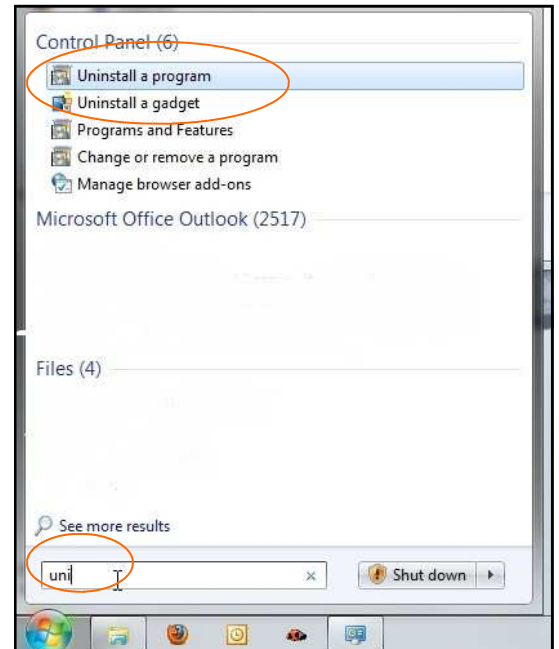 Control Panel (6)
Uninstall a program
Uninstall a gadget
Programs and Features
Change or remove a program
Manage browser add-ons
Microsoft Office Outlook (2517)
Files (4)
See more results
uni
Shut down